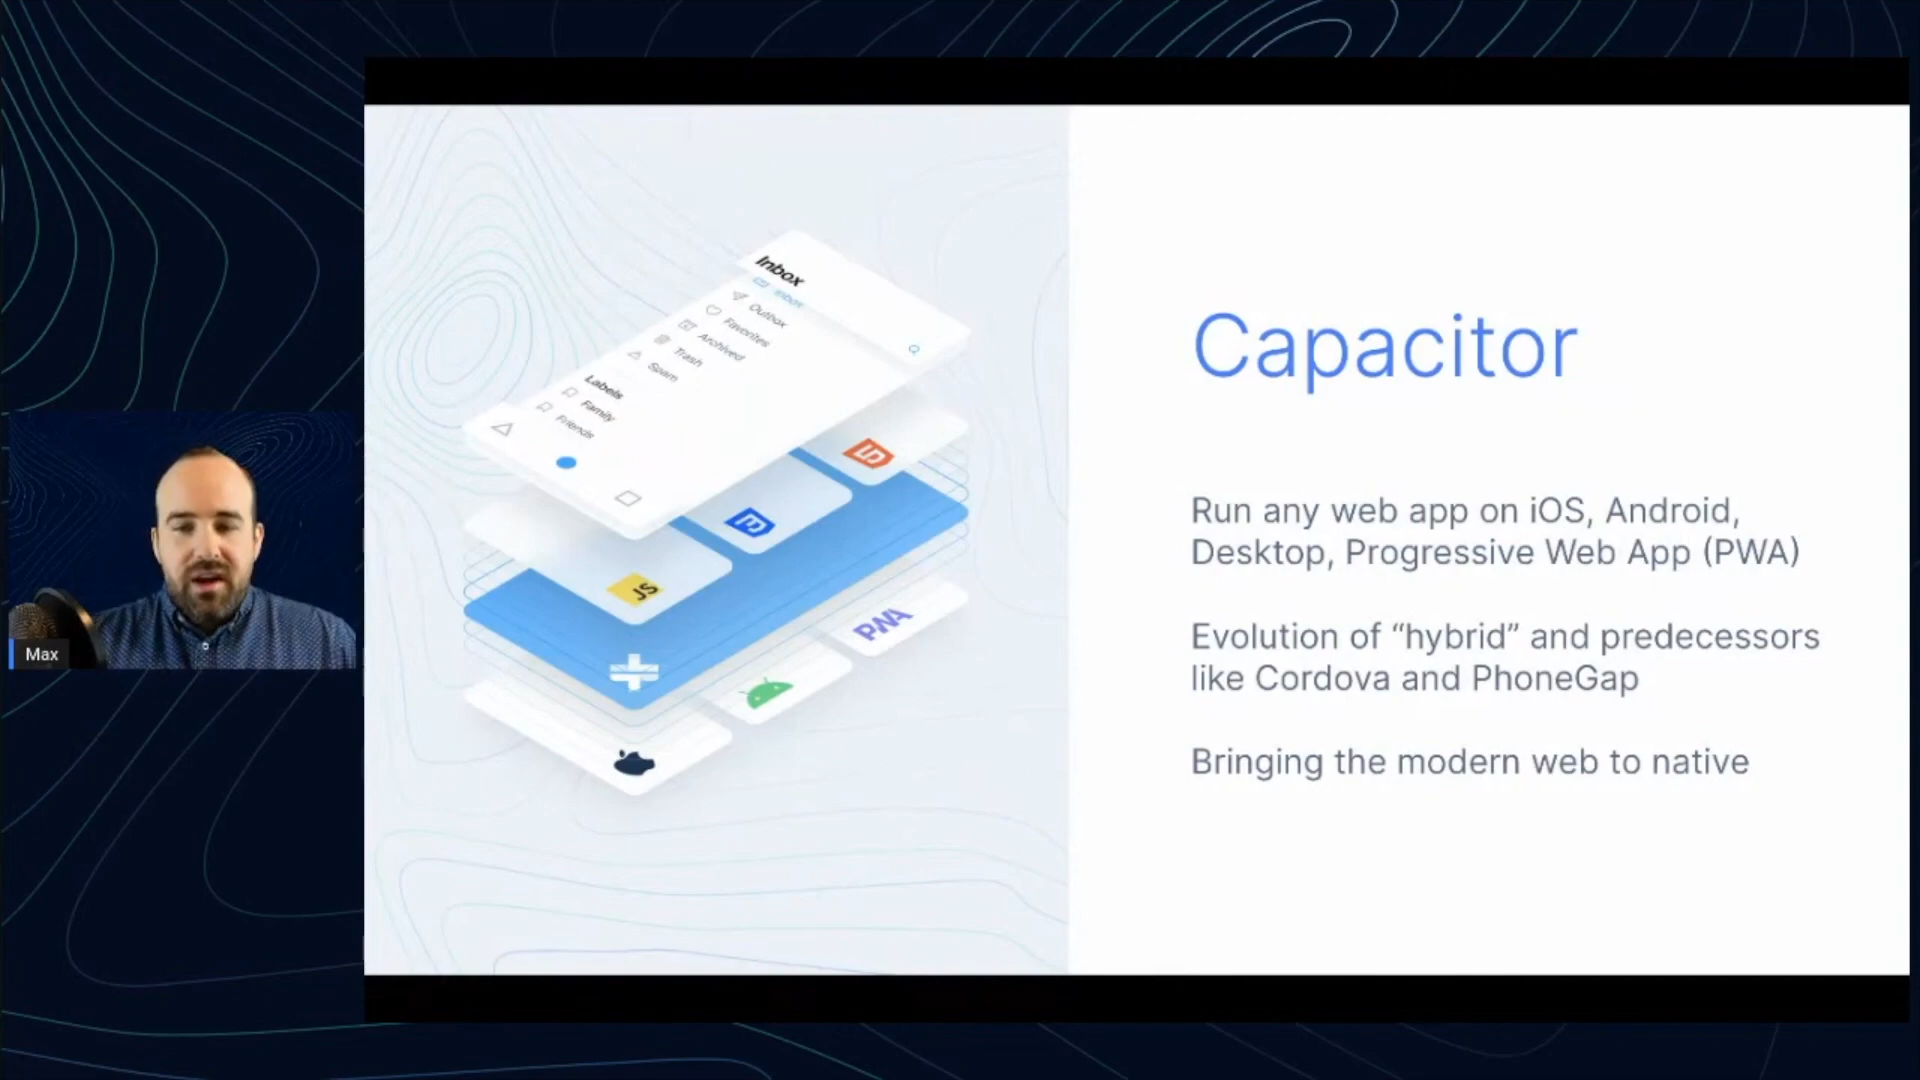 Max
Inbox
Inbox
Outbox
Favorites
Archived
Trash
Spam
Labels
Family
Friends
JS
PWA
Capacitor
Run any web app on iOS, Android,
Desktop, Progressive Web App (PWA)
Evolution of “hybrid” and predecessors
like Cordova and PhoneGap
Bringing the modern web to native